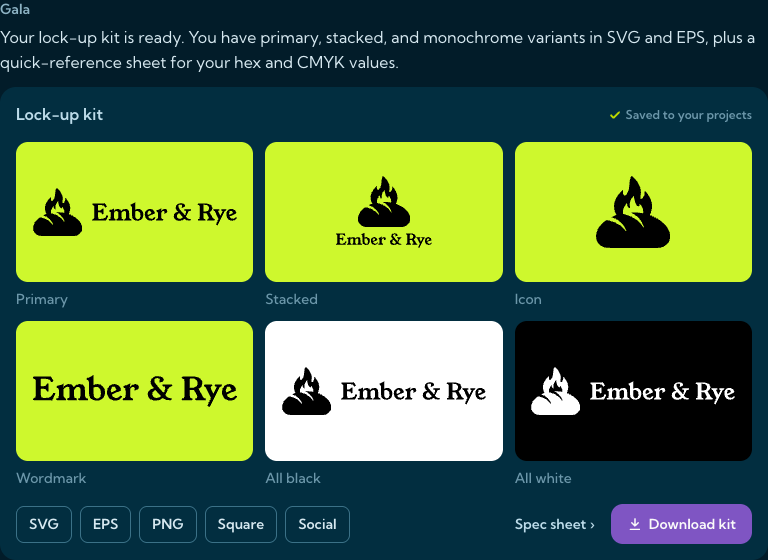 Gala
Your lock-up kit is ready. You have primary, stacked, and monochrome variants in SVG and EPS, plus a
quick-reference sheet for your hex and CMYK values.
Lock-up kit
Saved to your projects
Ember & Rye
Ember & Rye
Primary
Stacked
Icon
Ember & Rye
Ember & Rye
Ember & Rye
Wordmark
All black
All white
SVG
EPS
PNG
Square
Social
Spec sheet ›
Download kit